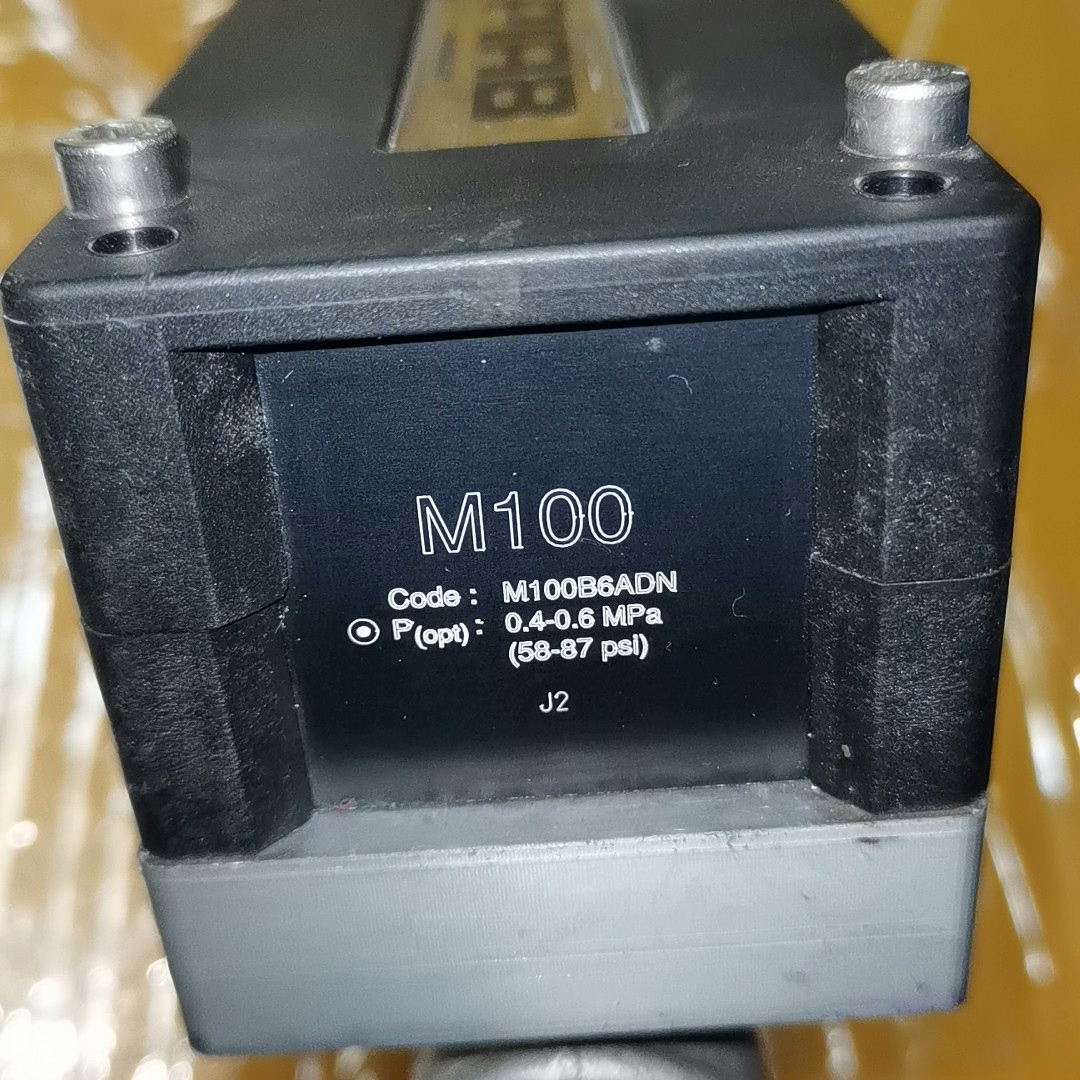 M100
Code : M100B6ADN
P(opt) : 0.4-0.6 MPa
(58-87 psi)
J2